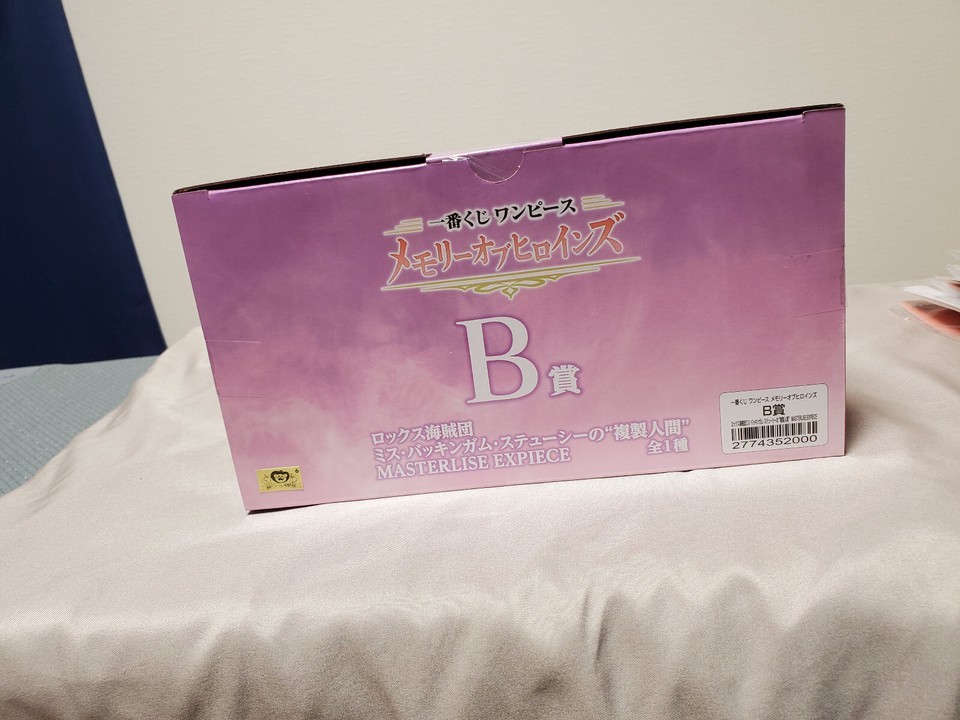 一番くじ ワンピース
メモリーオブヒロインズ
B賞
ロックス海賊団
ミス・バッキンガム・ステューシーの“複製人間”
MASTERLISE EXPIECE
全1種
一番くじ ワンピース メモリーオブヒロインズ
B賞
2774352000